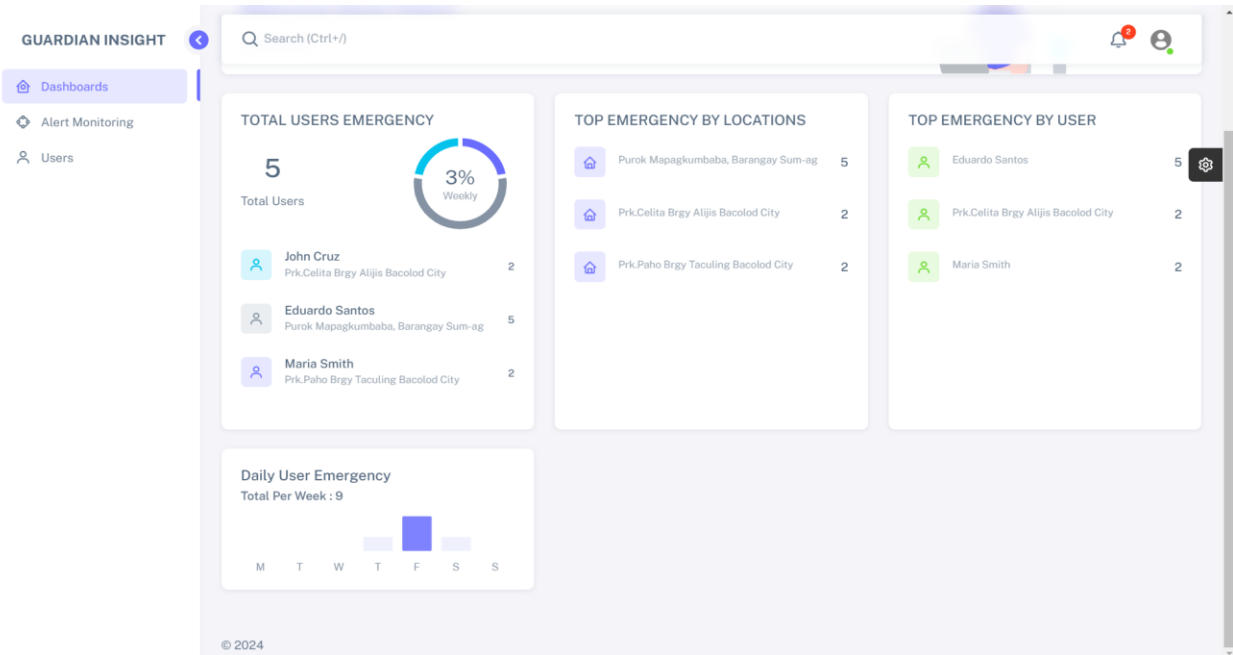 GUARDIAN INSIGHT
Search (Ctrl+/)
2
Dashboards
Alert Monitoring
Users
TOTAL USERS EMERGENCY
5
Total Users
3%
Weekly
John Cruz
Prk.Celita Brgy Alijis Bacolod City
2
Eduardo Santos
Purok Mapagkumbaba, Barangay Sum-ag
5
Maria Smith
Prk.Paho Brgy Taculing Bacolod City
2
TOP EMERGENCY BY LOCATIONS
Purok Mapagkumbaba, Barangay Sum-ag 5
Prk.Celita Brgy Alijis Bacolod City 2
Prk.Paho Brgy Taculing Bacolod City 2
TOP EMERGENCY BY USER
Eduardo Santos 5
Prk.Celita Brgy Alijis Bacolod City 2
Maria Smith 2
Daily User Emergency
Total Per Week : 9
M T W T F S S
© 2024